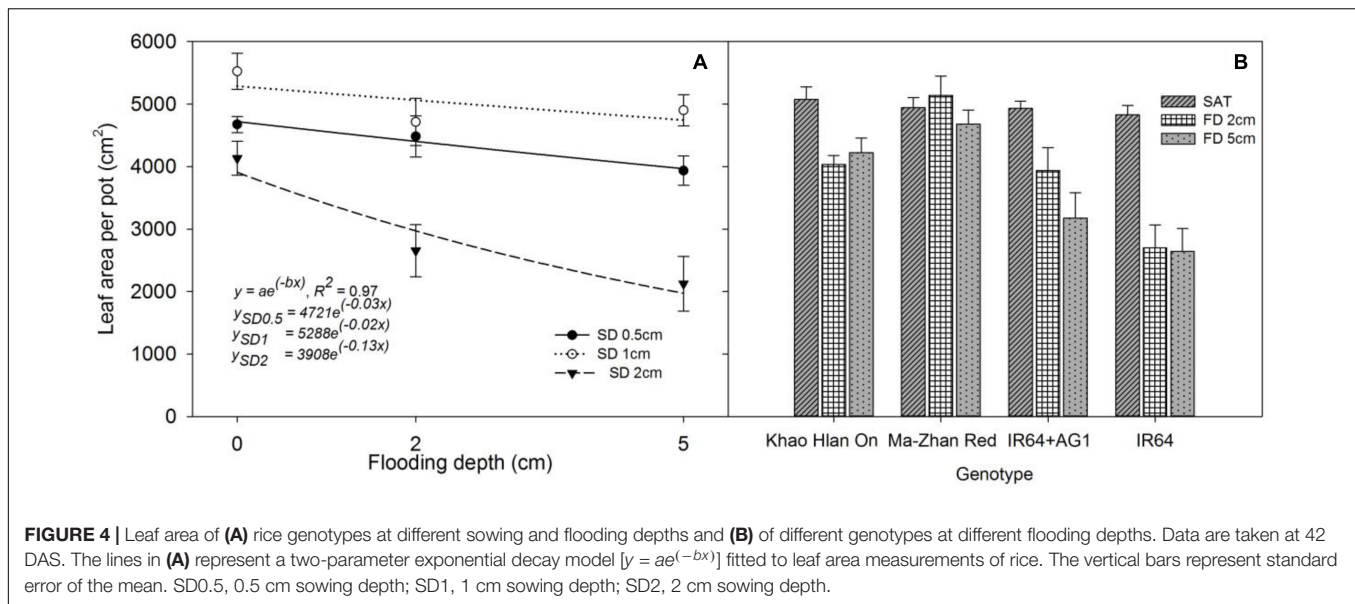 6000
5000
4000
3000
2000
1000
0
Leaf area per pot (cm²)
A
y = ae^(-bx), R² = 0.97
y_SD0.5 = 4721e^(-0.03x)
y_SD1 = 5288e^(-0.02x)
y_SD2 = 3908e^(-0.13x)
SD 0.5cm
SD 1cm
SD 2cm
0 2 5
Flooding depth (cm)
B
SAT
FD 2cm
FD 5cm
Khao Hlan On Ma-Zhan Red IR64+AG1 IR64
Genotype
FIGURE 4 | Leaf area of (A) rice genotypes at different sowing and flooding depths and (B) of different genotypes at different flooding depths. Data are taken at 42
DAS. The lines in (A) represent a two-parameter exponential decay model [y = ae^(−bx)] fitted to leaf area measurements of rice. The vertical bars represent standard
error of the mean. SD0.5, 0.5 cm sowing depth; SD1, 1 cm sowing depth; SD2, 2 cm sowing depth.